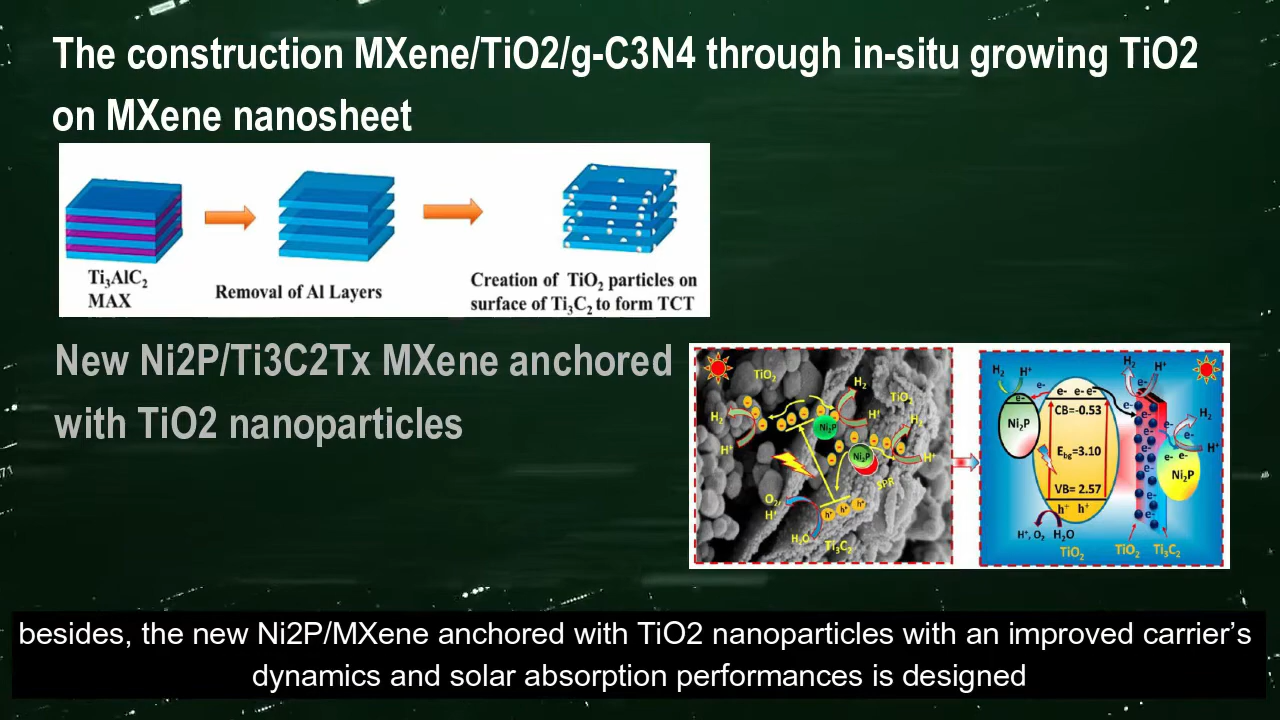 The construction MXene/TiO2/g-C3N4 through in-situ growing TiO2
on MXene nanosheet
Ti₃AlC₂
MAX
Removal of Al Layers
Creation of TiO₂ particles on
surface of Ti₃C₂ to form TCT
New Ni2P/Ti3C2Tx MXene anchored
with TiO2 nanoparticles
TiO₂
H₂
TiO₂
H₂
H⁺
Ni₂P
H₂
H⁺
Ni₂P
H⁺
SPR
O₂,
H⁺
h⁺ h⁺ h⁺
H₂O
Ti₃C₂
H₂
H⁺
e-
e-
e- e- e-
H₂
H⁺
CB=-0.53
Ni₂P
E_bg=3.10
VB= 2.57
h⁺ h⁺
H⁺, O₂
H₂O
TiO₂
e-
e-
e-
e-
e-
e-
H₂
e-
H⁺
e- e-
Ni₂P
TiO₂
Ti₃C₂
besides, the new Ni2P/MXene anchored with TiO2 nanoparticles with an improved carrier’s
dynamics and solar absorption performances is designed